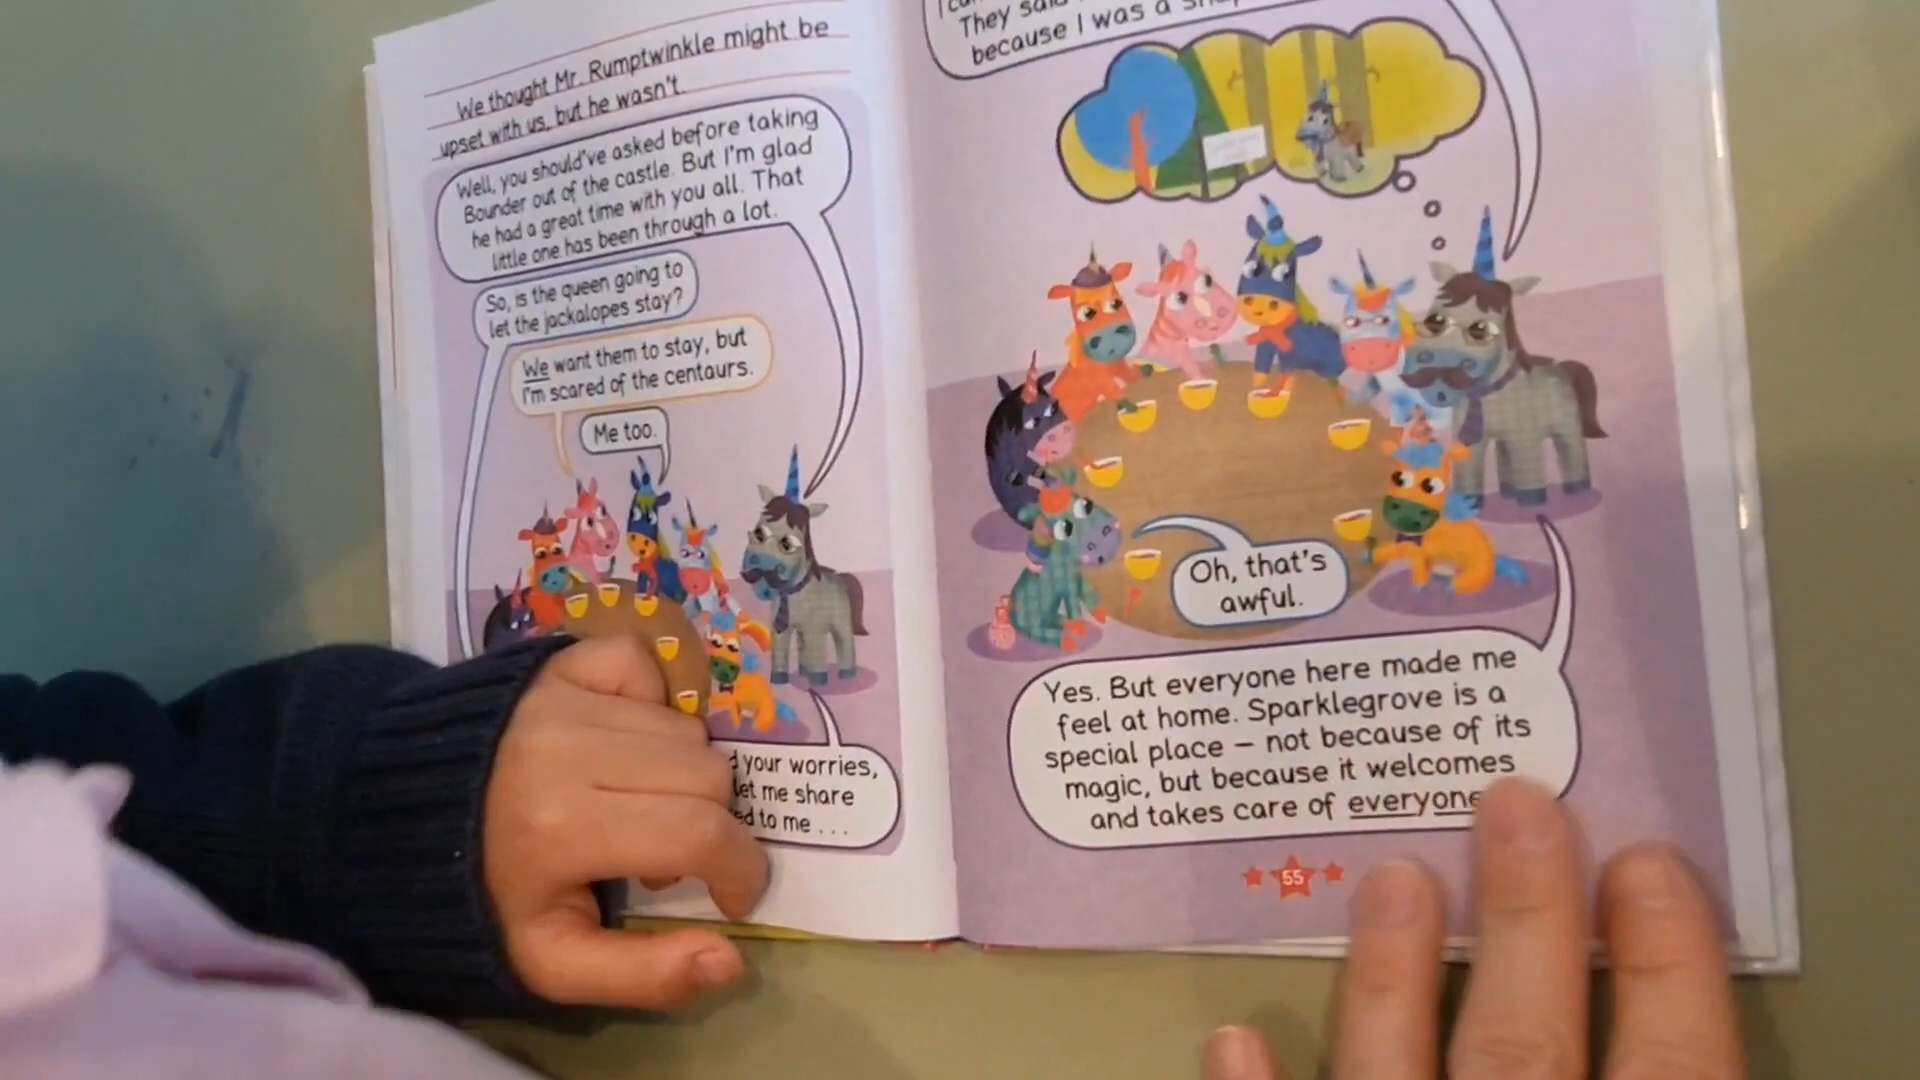 We thought Mr. Rumptwinkle might be
upset with us, but he wasn't.
Well, you should've asked before taking
Bounder out of the castle. But I'm glad
he had a great time with you all. That
little one has been through a lot.
So, is the queen going to
let the jackalopes stay?
We want them to stay, but
I'm scared of the centaurs.
Me too.
your worries,
let me share
to me . . .
They said
because I was a
Oh, that's
awful.
Yes. But everyone here made me
feel at home. Sparklegrove is a
special place – not because of its
magic, but because it welcomes
and takes care of everyone
55